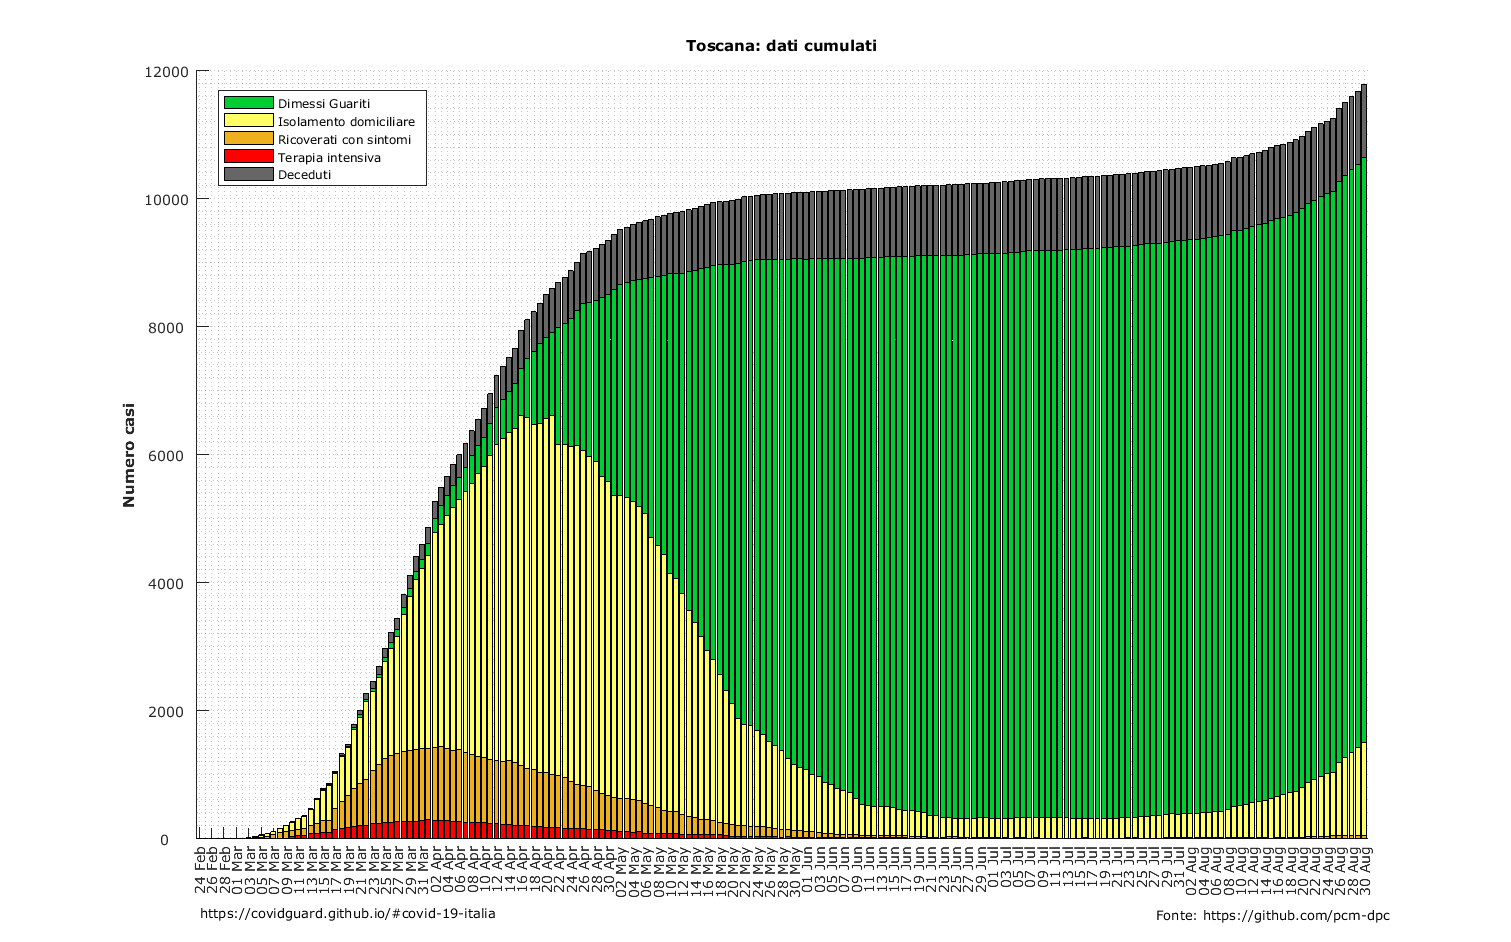 Toscana: dati cumulati
12000
10000
8000
6000
4000
2000
0
Numero casi
Dimessi Guariti
Isolamento domiciliare
Ricoverati con sintomi
Terapia intensiva
Deceduti
24 Feb
26 Feb
28 Feb
01 Mar
03 Mar
05 Mar
07 Mar
09 Mar
11 Mar
13 Mar
15 Mar
17 Mar
19 Mar
21 Mar
23 Mar
25 Mar
27 Mar
29 Mar
31 Mar
02 Apr
04 Apr
06 Apr
08 Apr
10 Apr
12 Apr
14 Apr
16 Apr
18 Apr
20 Apr
22 Apr
24 Apr
26 Apr
28 Apr
30 Apr
02 May
04 May
06 May
08 May
10 May
12 May
14 May
16 May
18 May
20 May
22 May
24 May
26 May
28 May
30 May
01 Jun
03 Jun
05 Jun
07 Jun
09 Jun
11 Jun
13 Jun
15 Jun
17 Jun
19 Jun
21 Jun
23 Jun
25 Jun
27 Jun
29 Jun
01 Jul
03 Jul
05 Jul
07 Jul
09 Jul
11 Jul
13 Jul
15 Jul
17 Jul
19 Jul
21 Jul
23 Jul
25 Jul
27 Jul
29 Jul
31 Jul
02 Aug
04 Aug
06 Aug
08 Aug
10 Aug
12 Aug
14 Aug
16 Aug
18 Aug
20 Aug
22 Aug
24 Aug
26 Aug
28 Aug
30 Aug
https://covidguard.github.io/#covid-19-italia
Fonte: https://github.com/pcm-dpc